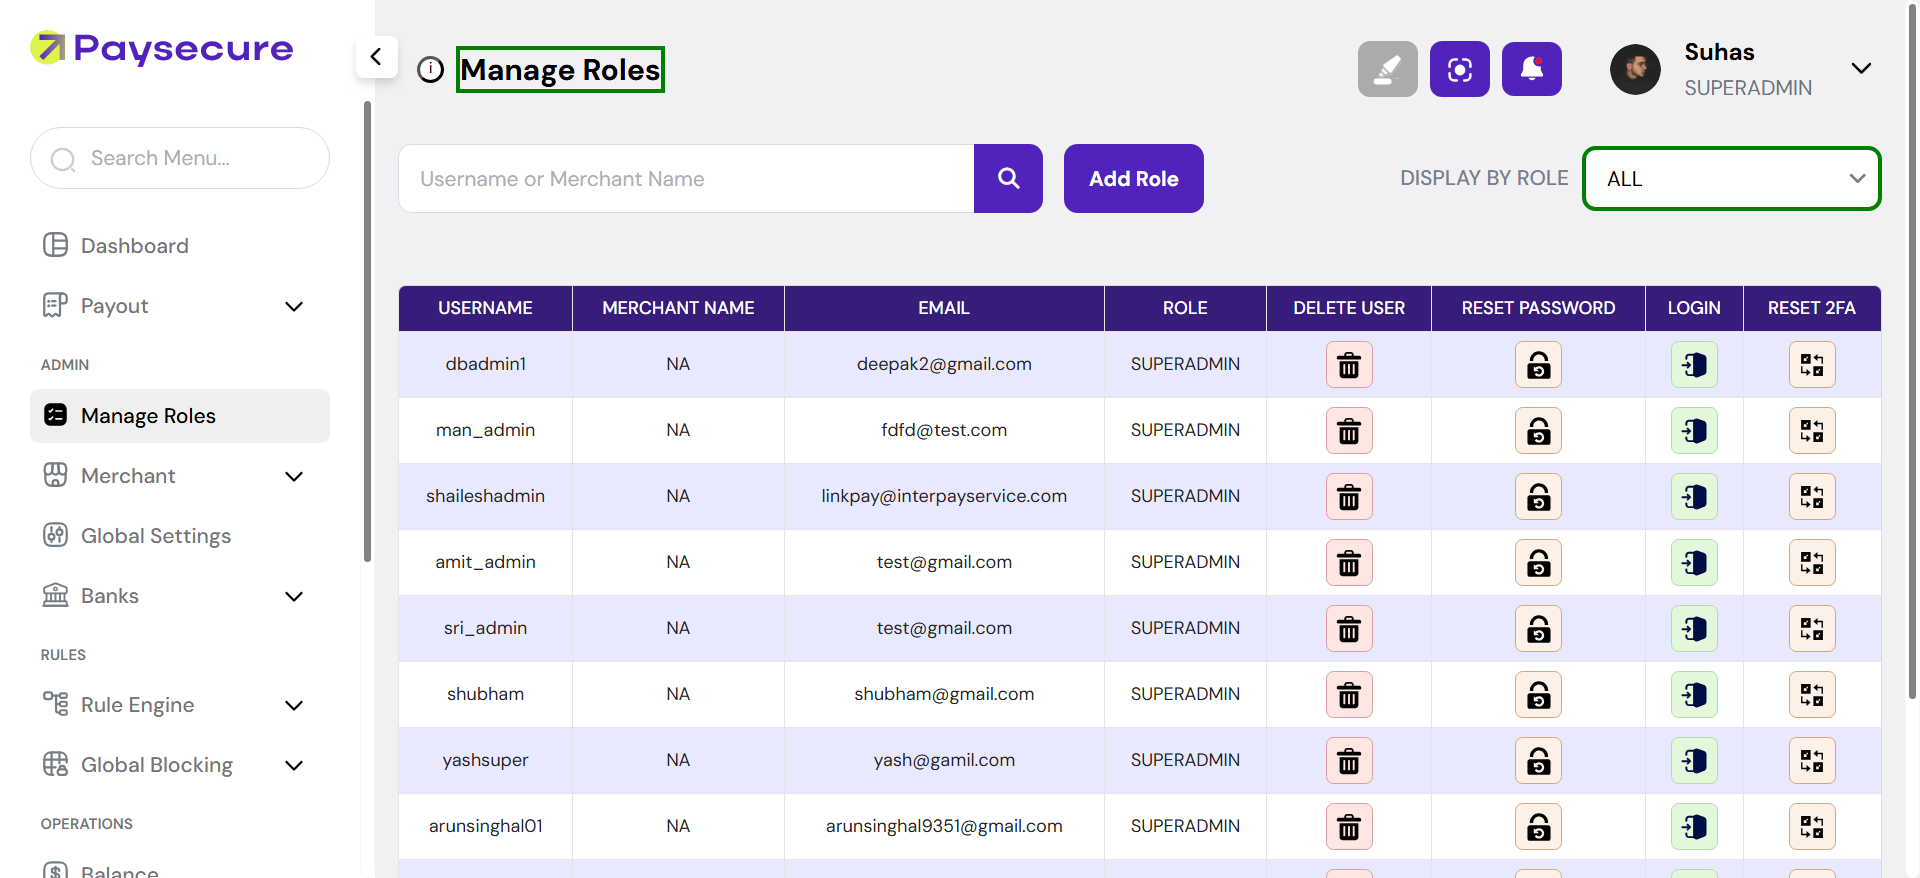 Paysecure
Search Menu...
Dashboard
Payout
ADMIN
Manage Roles
Merchant
Global Settings
Banks
RULES
Rule Engine
Global Blocking
OPERATIONS
Balance
Manage Roles
Suhas
SUPERADMIN
Username or Merchant Name
Add Role
DISPLAY BY ROLE
ALL
USERNAME MERCHANT NAME EMAIL ROLE DELETE USER RESET PASSWORD LOGIN RESET 2FA
dbadmin1 NA deepak2@gmail.com SUPERADMIN
man_admin NA fdfd@test.com SUPERADMIN
shaileshadmin NA linkpay@interpayservice.com SUPERADMIN
amit_admin NA test@gmail.com SUPERADMIN
sri_admin NA test@gmail.com SUPERADMIN
shubham NA shubham@gmail.com SUPERADMIN
yashsuper NA yash@gamil.com SUPERADMIN
arunsinghal01 NA arunsinghal9351@gmail.com SUPERADMIN